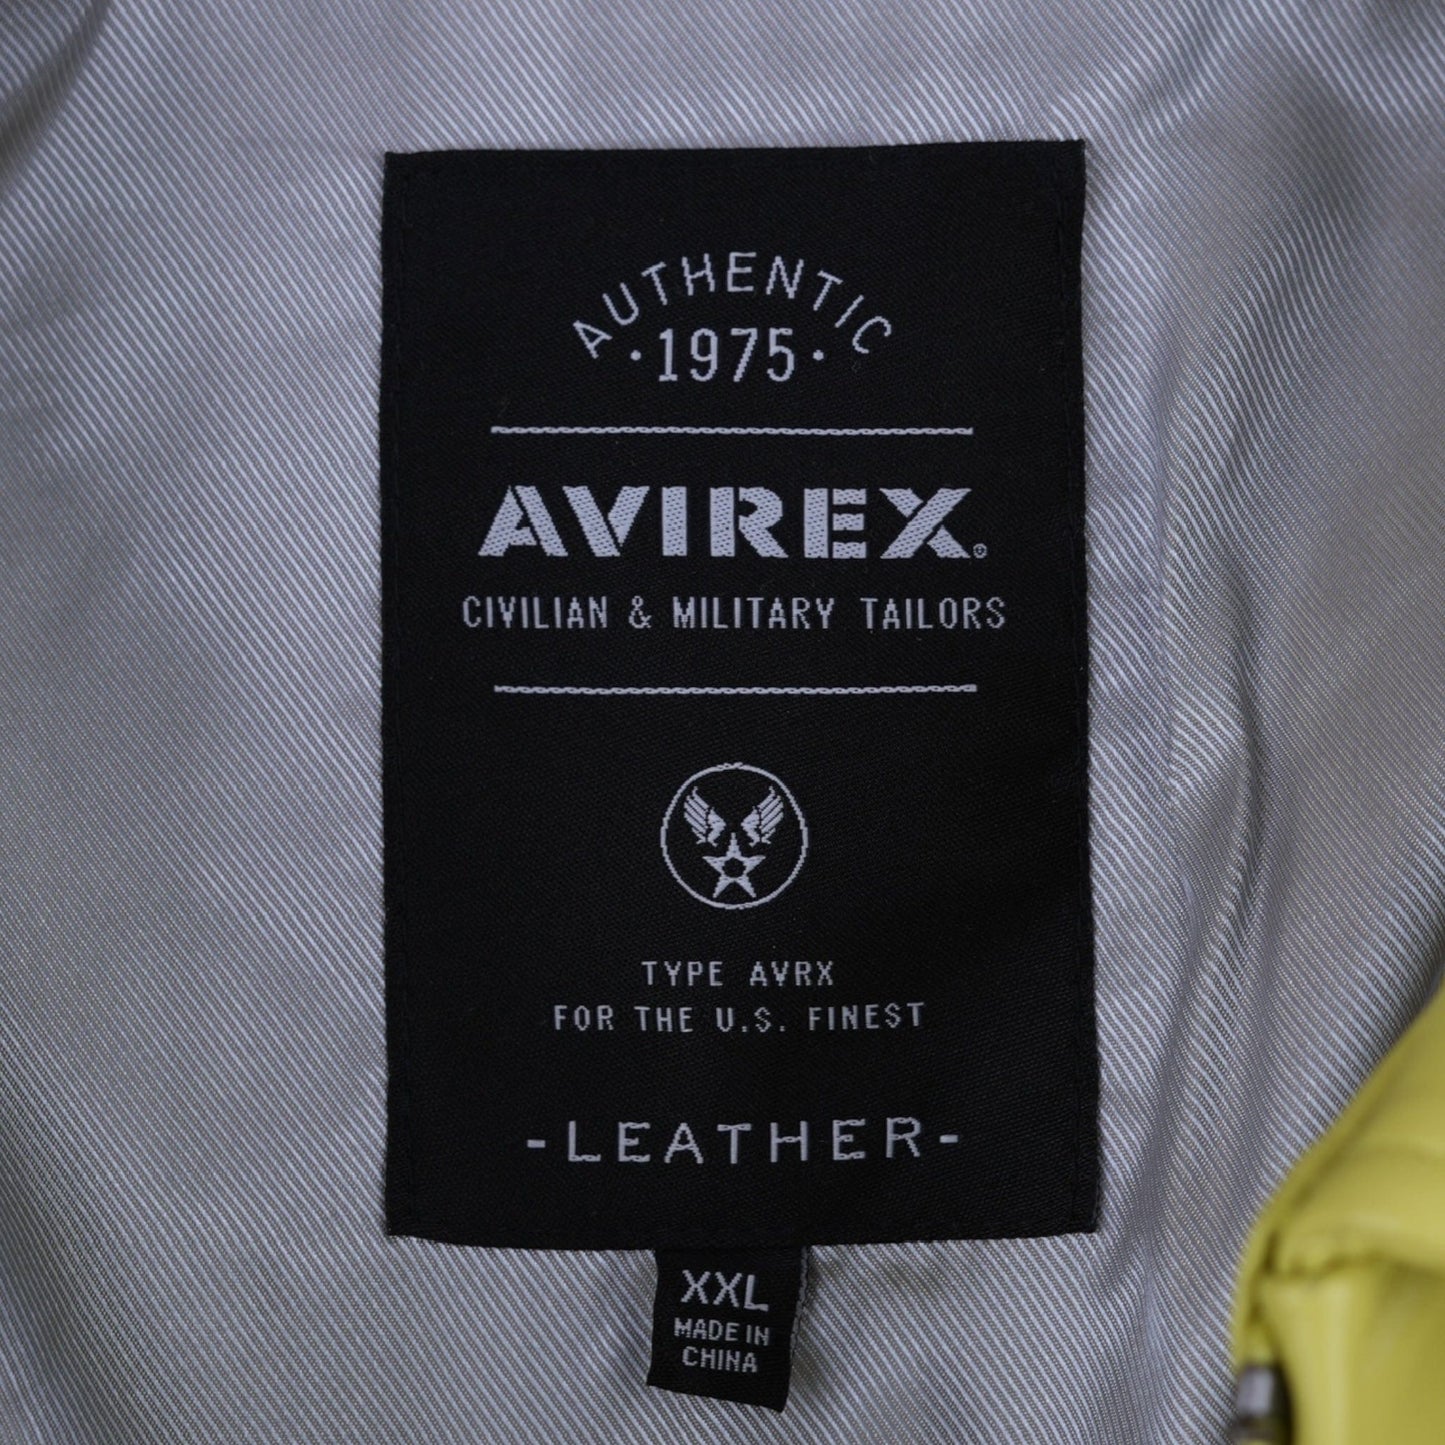 AUTHENTIC
· 1975 ·
AVIREX®
CIVILIAN & MILITARY TAILORS
TYPE AVRX
FOR THE U.S. FINEST
-LEATHER-
XXL
MADE IN
CHINA